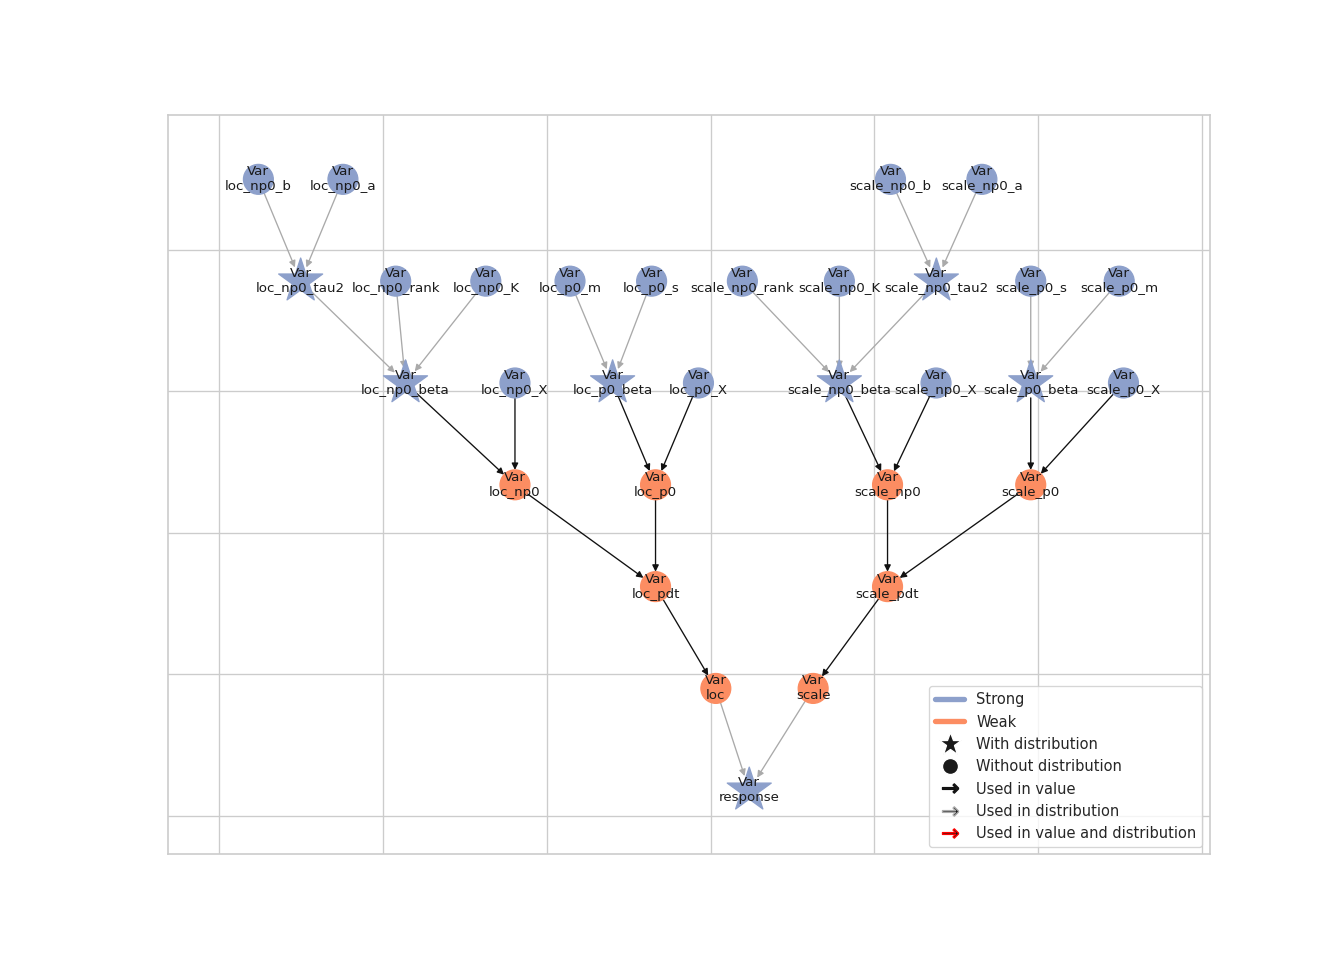 Var
loc_np0_b
Var
loc_np0_a
Var
scale_np0_b
Var
scale_np0_a
Var
loc_np0_tau2
Var
loc_np0_rank
Var
loc_np0_K
Var
loc_p0_m
Var
loc_p0_s
Var
scale_np0_rank
Var
scale_np0_K
Var
scale_np0_tau2
Var
scale_p0_s
Var
scale_p0_m
Var
loc_np0_beta
Var
loc_np0_X
Var
loc_p0_beta
Var
loc_p0_X
Var
scale_np0_beta
Var
scale_np0_X
Var
scale_p0_beta
Var
scale_p0_X
Var
loc_np0
Var
loc_p0
Var
scale_np0
Var
scale_p0
Var
loc_pdt
Var
scale_pdt
Var
loc
Var
scale
Var
response
Strong
Weak
With distribution
Without distribution
Used in value
Used in distribution
Used in value and distribution